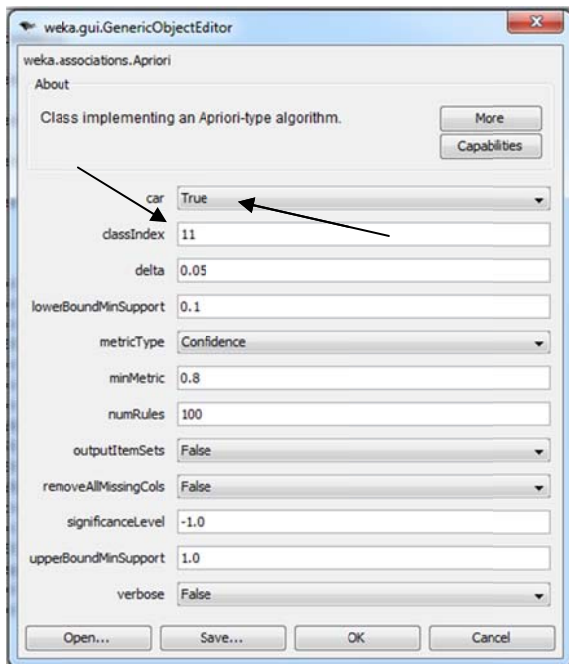 weka.gui.GenericObjectEditor
weka.associations.Apriori
About
Class implementing an Apriori-type algorithm.
More
Capabilities
car True
classIndex 11
delta 0.05
lowerBoundMinSupport 0.1
metricType Confidence
minMetric 0.8
numRules 100
outputItemSets False
removeAllMissingCols False
significanceLevel -1.0
upperBoundMinSupport 1.0
verbose False
Open... Save... OK Cancel